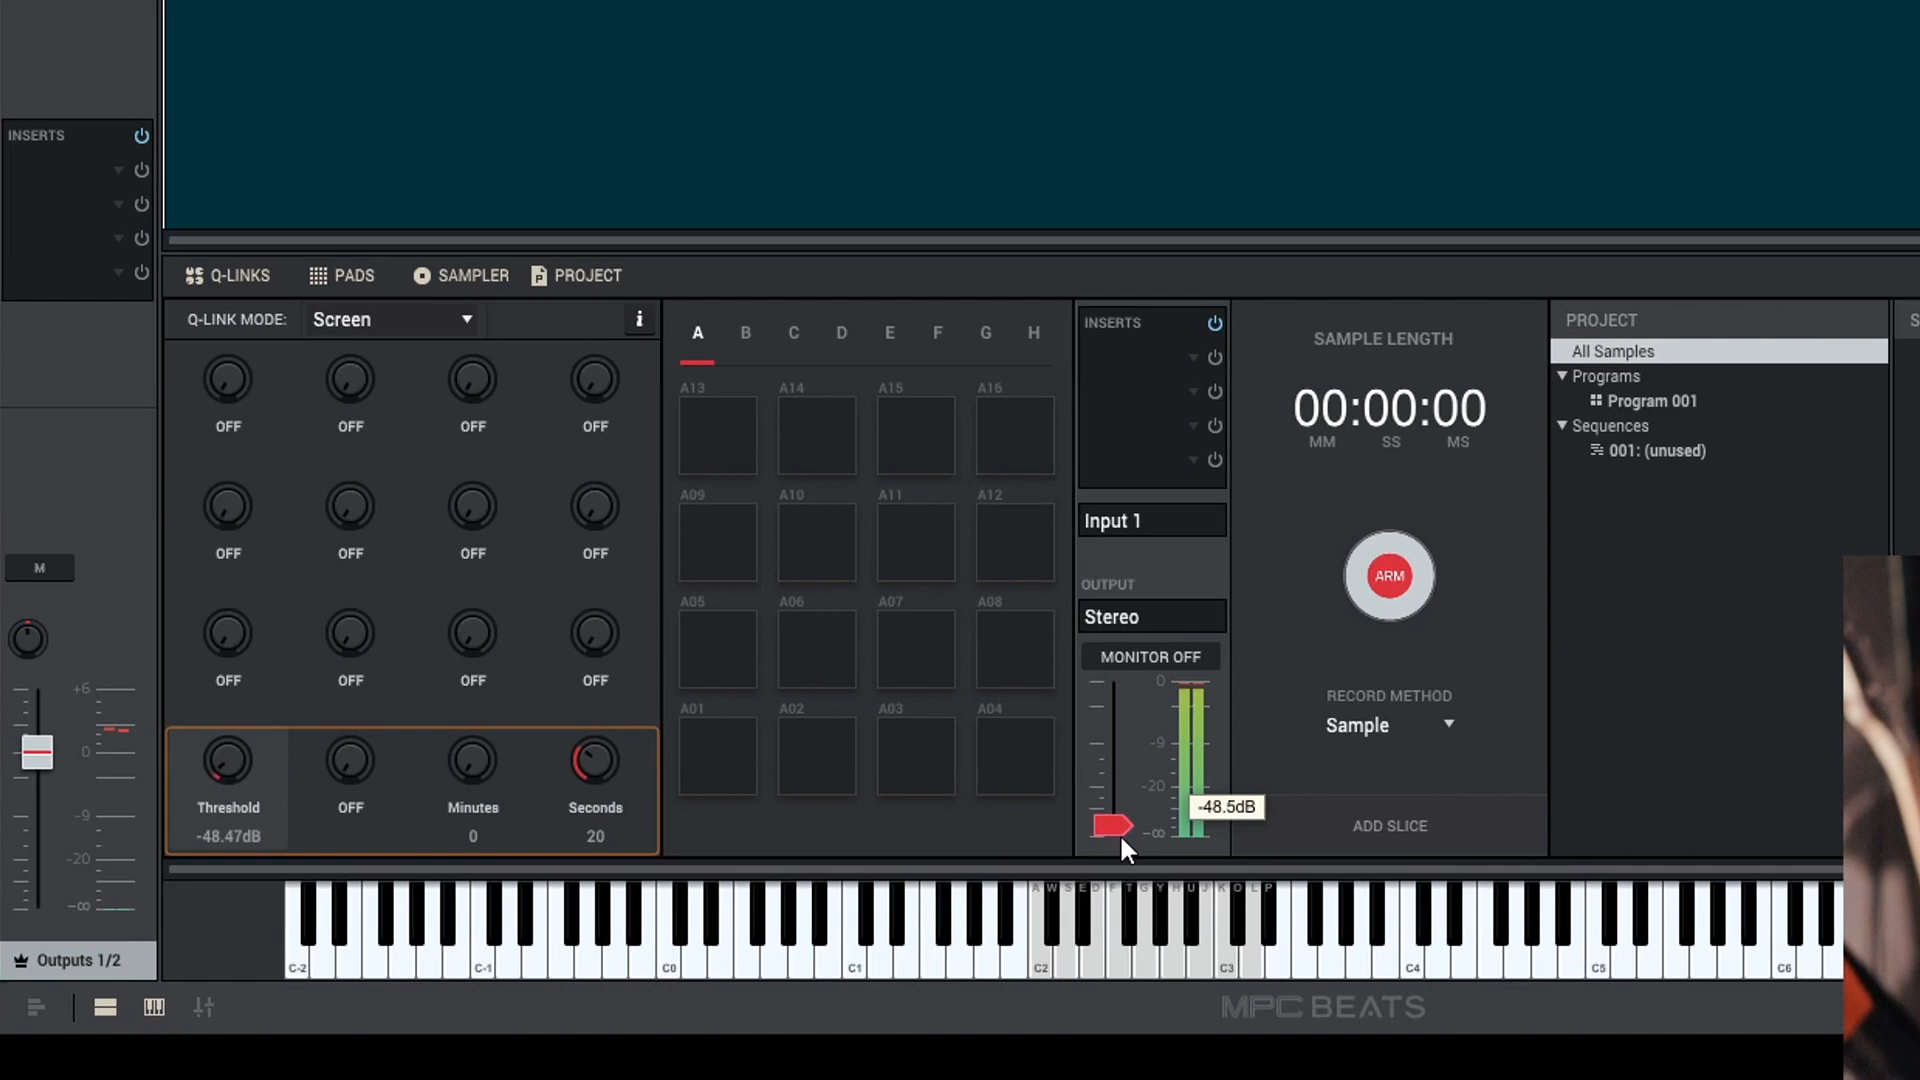 INSERTS
Q-LINKS PADS SAMPLER PROJECT
Q-LINK MODE: Screen i
OFF OFF OFF OFF
OFF OFF OFF OFF
OFF OFF OFF OFF
Threshold OFF Minutes Seconds
-48.47dB 0 20
A B C D E F G H
A13 A14 A15 A16
A09 A10 A11 A12
A05 A06 A07 A08
A01 A02 A03 A04
INSERTS
Input 1
OUTPUT
Stereo
MONITOR OFF
0
-9
-20
-∞
-48.5dB
SAMPLE LENGTH
00:00:00
MM SS MS
ARM
RECORD METHOD
Sample
ADD SLICE
PROJECT
All Samples
Programs
Program 001
Sequences
001: (unused)
S
M
+6
0
-9
-20
-∞
Outputs 1/2
A W S E D F T G Y H U J K O L P
C-2 C-1 C0 C1 C2 C3 C4 C5 C6
MPC BEATS